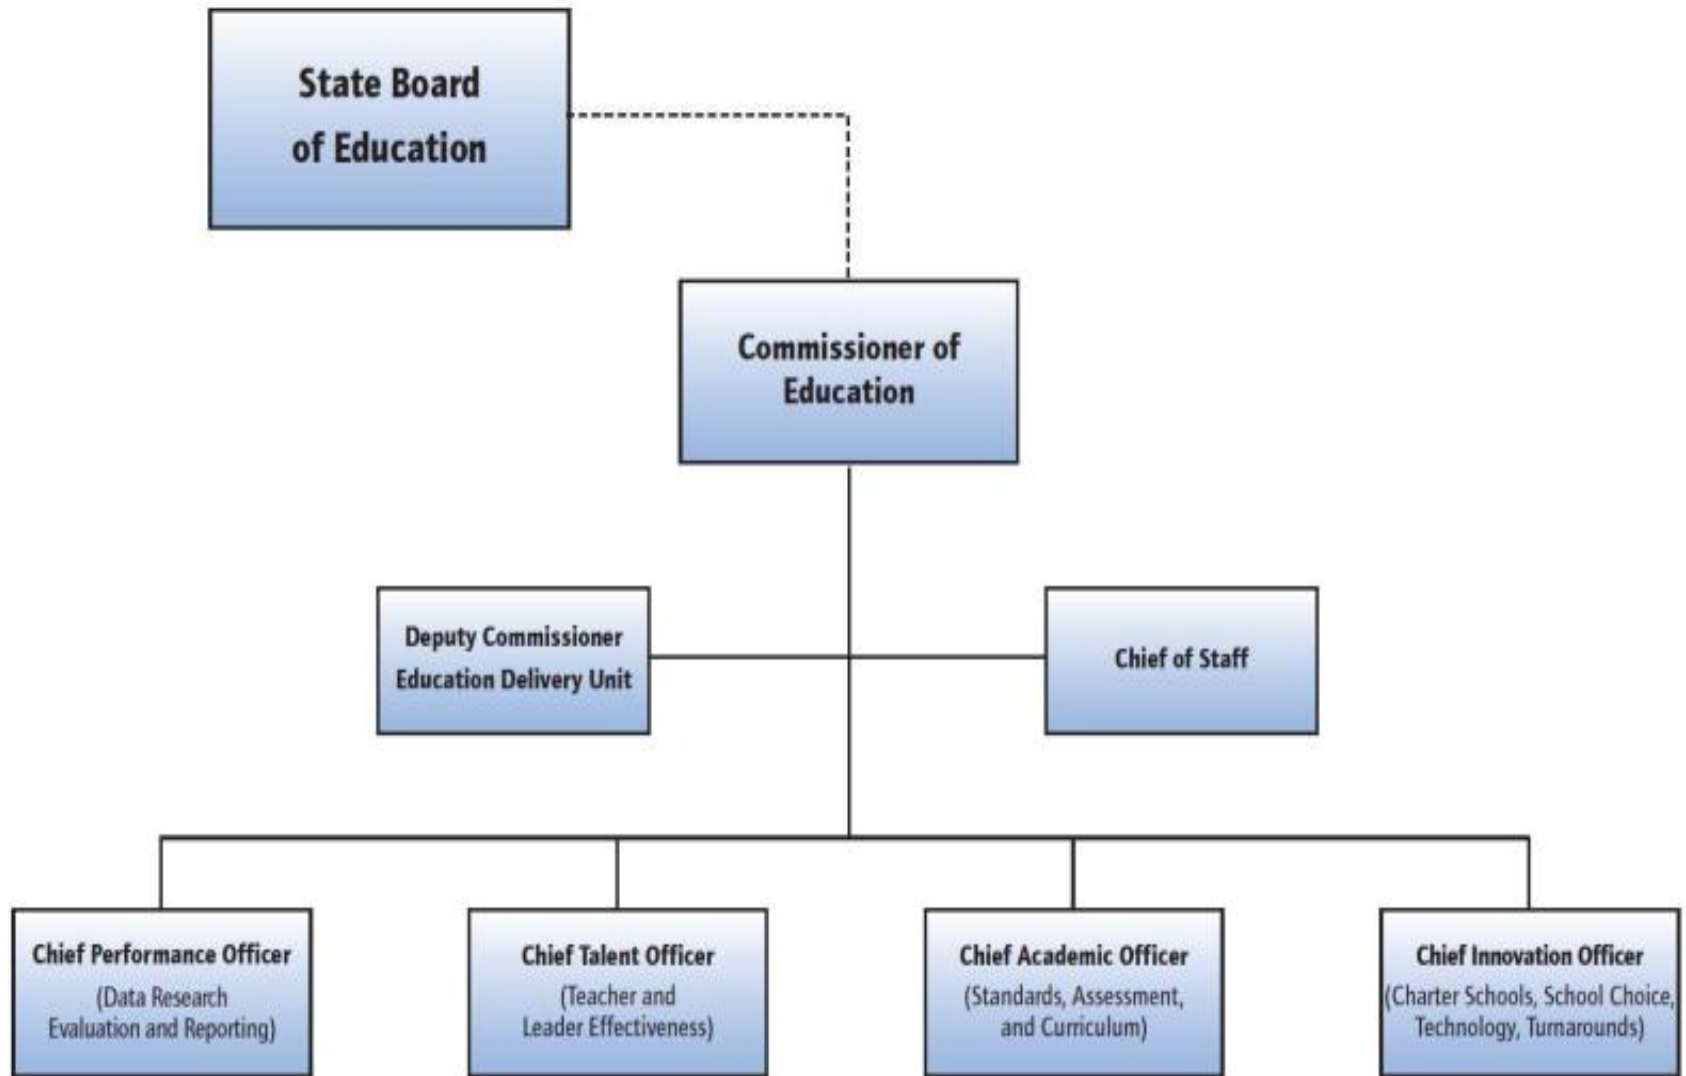 State Board
of Education
Commissioner of
Education
Deputy Commissioner
Education Delivery Unit
Chief of Staff
Chief Performance Officer
(Data Research
Evaluation and Reporting)
Chief Talent Officer
(Teacher and
Leader Effectiveness)
Chief Academic Officer
(Standards, Assessment,
and Curriculum)
Chief Innovation Officer
(Charter Schools, School Choice,
Technology, Turnarounds)